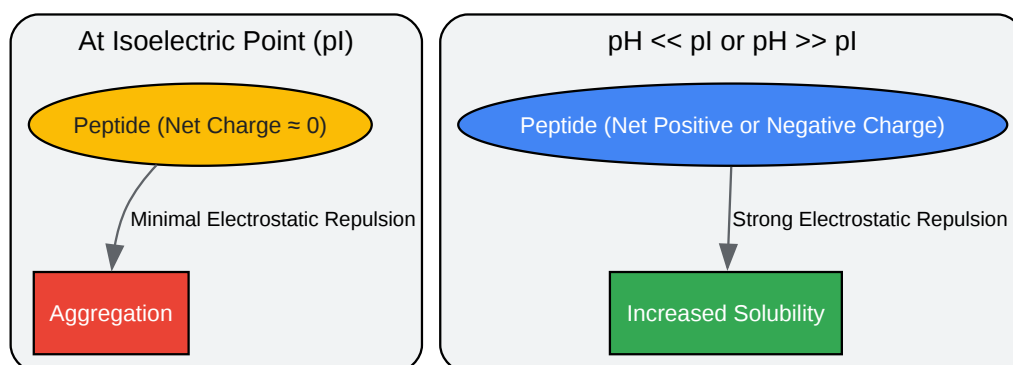 At Isoelectric Point (pI)
Peptide (Net Charge ≈ 0)
Minimal Electrostatic Repulsion
Aggregation
pH << pI or pH >> pI
Peptide (Net Positive or Negative Charge)
Strong Electrostatic Repulsion
Increased Solubility